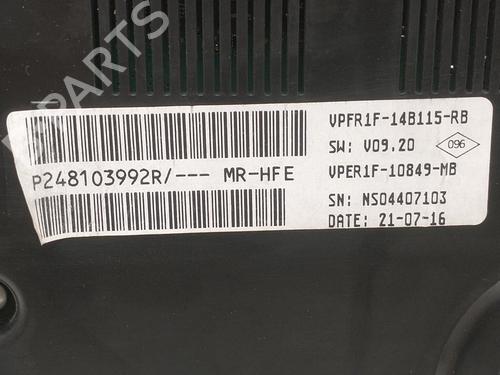 PARTS
P248103992R/--- MR-HFE
VPFR1F-14B115-RB
SW: V09.20
096
VPER1F-10849-MB
SN: NS04407103
DATE: 21-07-16